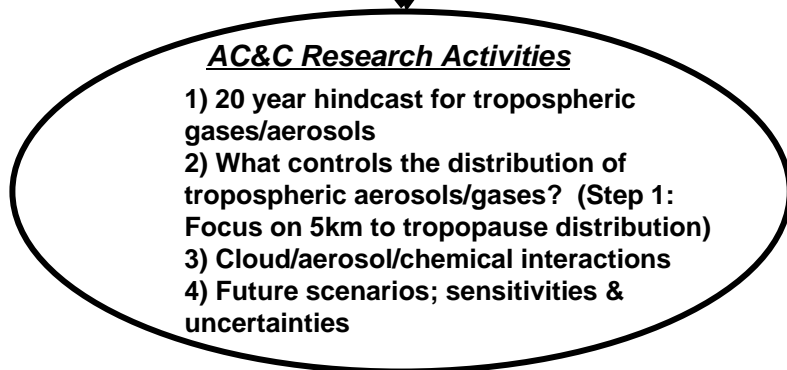 AC&C Research Activities
1) 20 year hindcast for tropospheric
gases/aerosols
2) What controls the distribution of
tropospheric aerosols/gases? (Step 1:
Focus on 5km to tropopause distribution)
3) Cloud/aerosol/chemical interactions
4) Future scenarios; sensitivities &
uncertainties